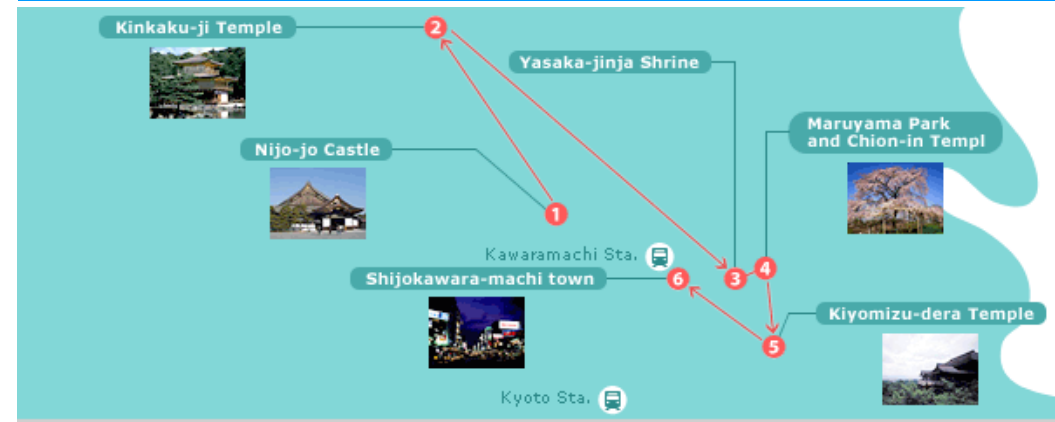 Kinkaku-ji Temple
2
Yasaka-jinja Shrine
Maruyama Park
and Chion-in Templ
Nijo-jo Castle
1
Kawaramachi Sta.
4
3
Shijokawara-machi town
6
Kiyomizu-dera Temple
5
Kyoto Sta.